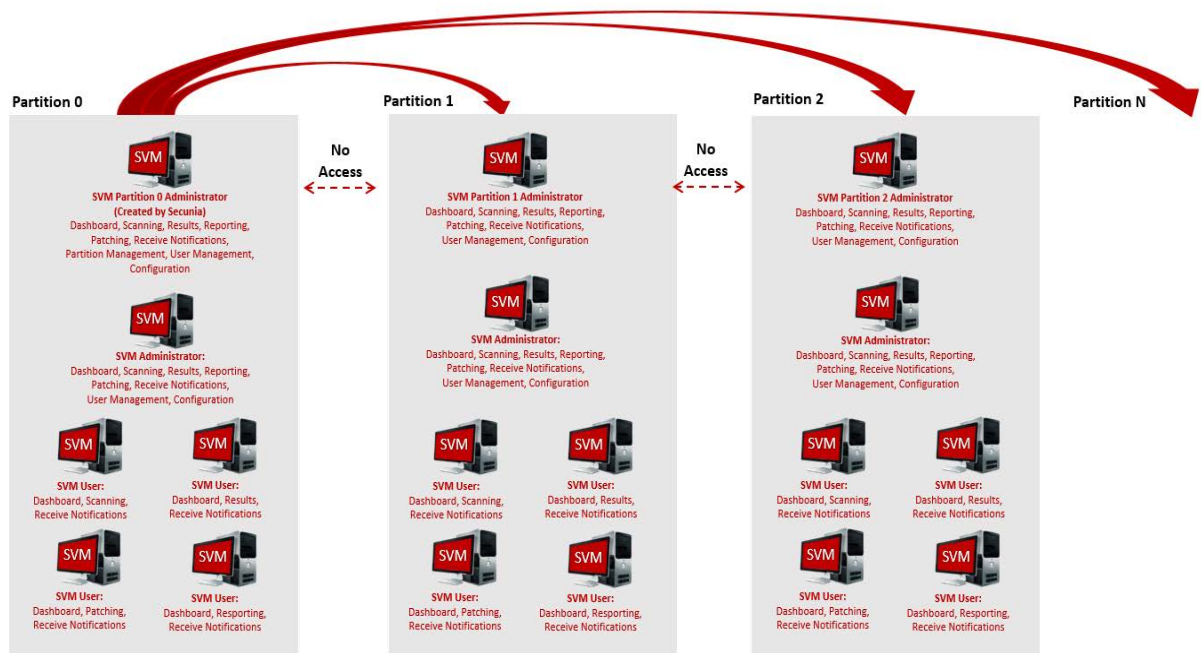 Partition 0
Partition 1
Partition 2
Partition N
SVM
SVM Partition 0 Administrator
(Created by Secunia)
Dashboard, Scanning, Results, Reporting,
Patching, Receive Notifications,
Partition Management, User Management,
Configuration
No
Access
SVM
SVM Partition 1 Administrator
Dashboard, Scanning, Results, Reporting,
Patching, Receive Notifications,
User Management, Configuration
No
Access
SVM
SVM Partition 2 Administrator
Dashboard, Scanning, Results, Reporting,
Patching, Receive Notifications,
User Management, Configuration
SVM
SVM Administrator:
Dashboard, Scanning, Results, Reporting,
Patching, Receive Notifications,
User Management, Configuration
SVM
SVM Administrator:
Dashboard, Scanning, Results, Reporting,
Patching, Receive Notifications,
User Management, Configuration
SVM
SVM Administrator:
Dashboard, Scanning, Results, Reporting,
Patching, Receive Notifications,
User Management, Configuration
SVM
SVM User:
Dashboard, Scanning,
Receive Notifications
SVM
SVM User:
Dashboard, Results,
Receive Notifications
SVM
SVM User:
Dashboard, Scanning,
Receive Notifications
SVM
SVM User:
Dashboard, Results,
Receive Notifications
SVM
SVM User:
Dashboard, Scanning,
Receive Notifications
SVM
SVM User:
Dashboard, Results,
Receive Notifications
SVM
SVM User:
Dashboard, Patching,
Receive Notifications
SVM
SVM User:
Dashboard, Resporting,
Receive Notifications
SVM
SVM User:
Dashboard, Patching,
Receive Notifications
SVM
SVM User:
Dashboard, Resporting,
Receive Notifications
SVM
SVM User:
Dashboard, Patching,
Receive Notifications
SVM
SVM User:
Dashboard, Resporting,
Receive Notifications